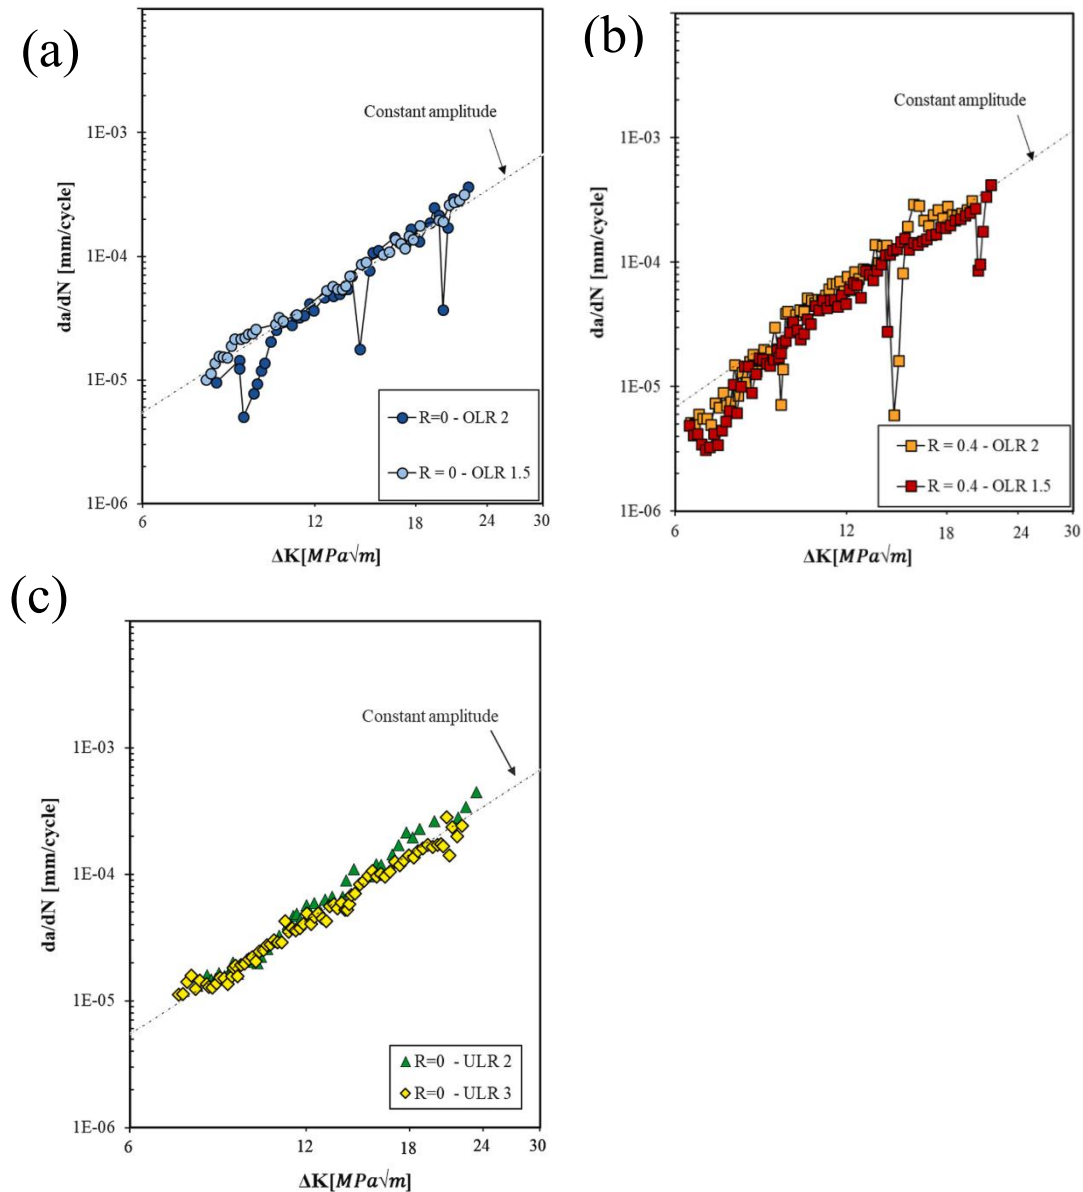 (a)
Constant amplitude
da/dN [mm/cycle]
1E-03
1E-04
1E-05
1E-06
R=0 - OLR 2
R = 0 - OLR 1.5
6
12
18
24
30
ΔK[MPa√m]
(b)
Constant amplitude
da/dN [mm/cycle]
1E-03
1E-04
1E-05
1E-06
R = 0.4 - OLR 2
R = 0.4 - OLR 1.5
6
12
18
24
30
ΔK[MPa√m]
(c)
Constant amplitude
da/dN [mm/cycle]
1E-03
1E-04
1E-05
1E-06
R=0 - ULR 2
R=0 - ULR 3
6
12
18
24
30
ΔK[MPa√m]